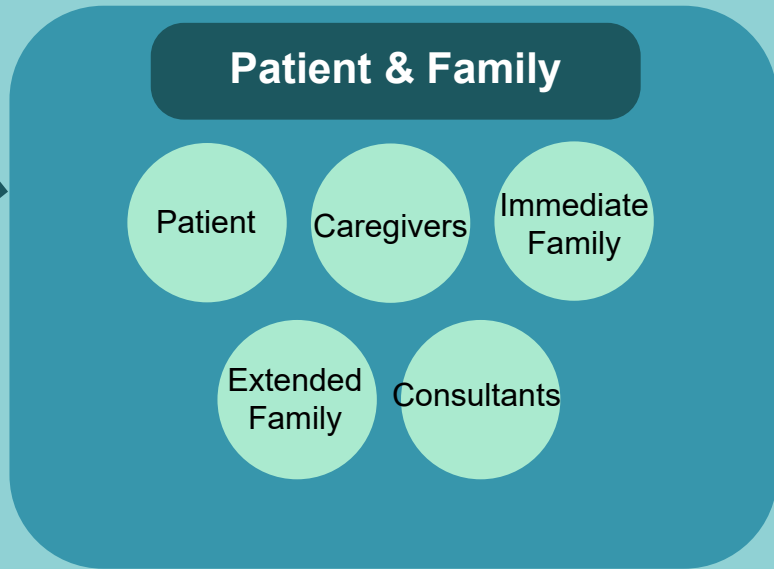 Patient & Family
Patient
Caregivers
Immediate
Family
Extended
Family
Consultants